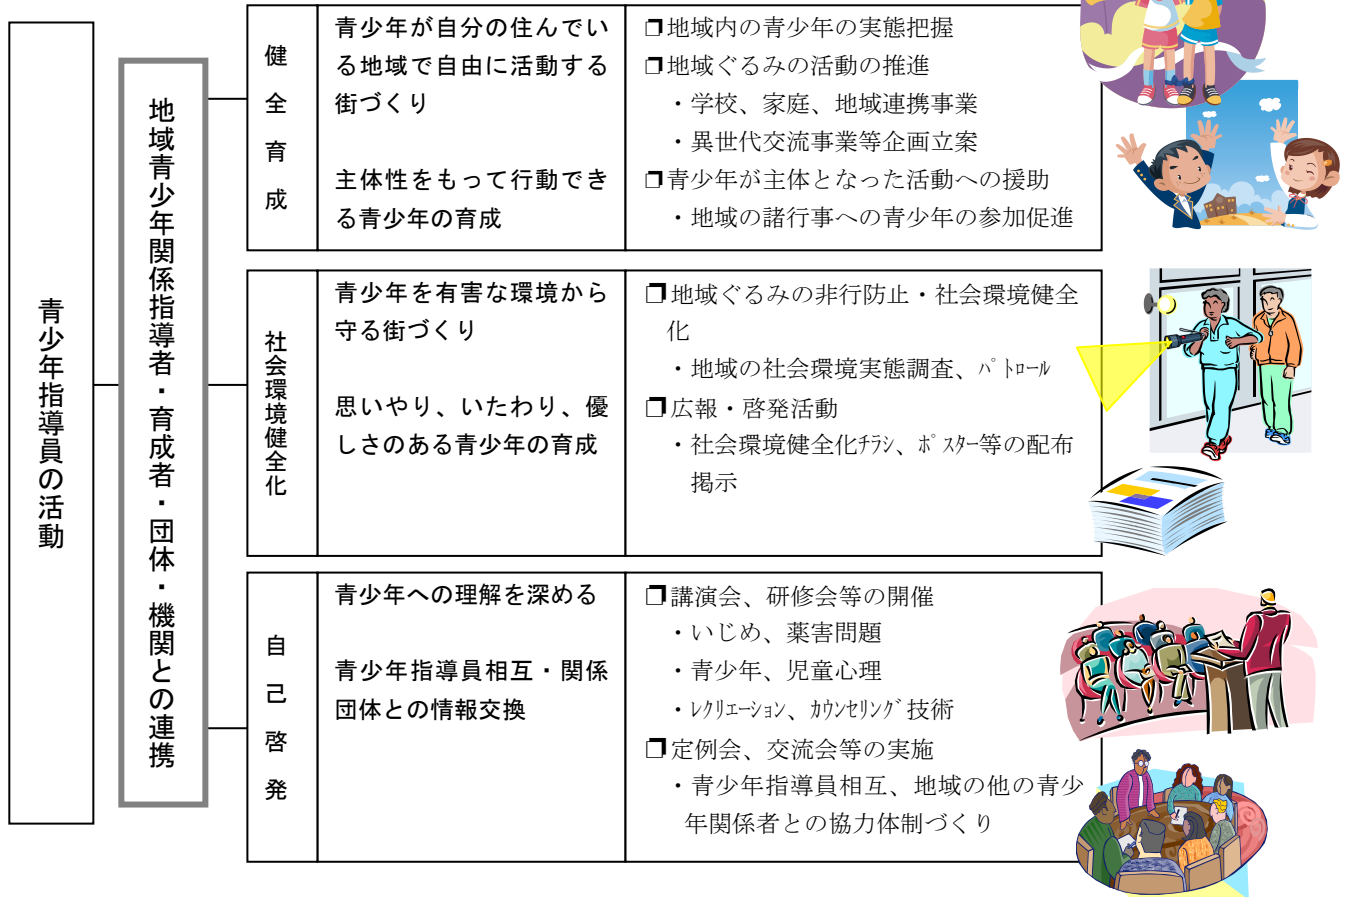 青少年指導員の活動
地域青少年関係指導者・育成者・団体・機関との連携
健全育成
青少年が自分の住んでい
る地域で自由に活動する
街づくり
主体性をもって行動でき
る青少年の育成
❐地域内の青少年の実態把握
❐地域ぐるみの活動の推進
・学校、家庭、地域連携事業
・異世代交流事業等企画立案
❐青少年が主体となった活動への援助
・地域の諸行事への青少年の参加促進
社会環境健全化
青少年を有害な環境から
守る街づくり
思いやり、いたわり、優
しさのある青少年の育成
❐地域ぐるみの非行防止・社会環境健全
化
・地域の社会環境実態調査、ﾊﾟﾄﾛｰﾙ
❐広報・啓発活動
・社会環境健全化ﾁﾗｼ、ﾎﾟｽﾀｰ等の配布
掲示
自己啓発
青少年への理解を深める
青少年指導員相互・関係
団体との情報交換
❐講演会、研修会等の開催
・いじめ、薬害問題
・青少年、児童心理
・ﾚｸﾘｴｰｼｮﾝ、ｶｳﾝｾﾘﾝｸﾞ技術
❐定例会、交流会等の実施
・青少年指導員相互、地域の他の青少
年関係者との協力体制づくり